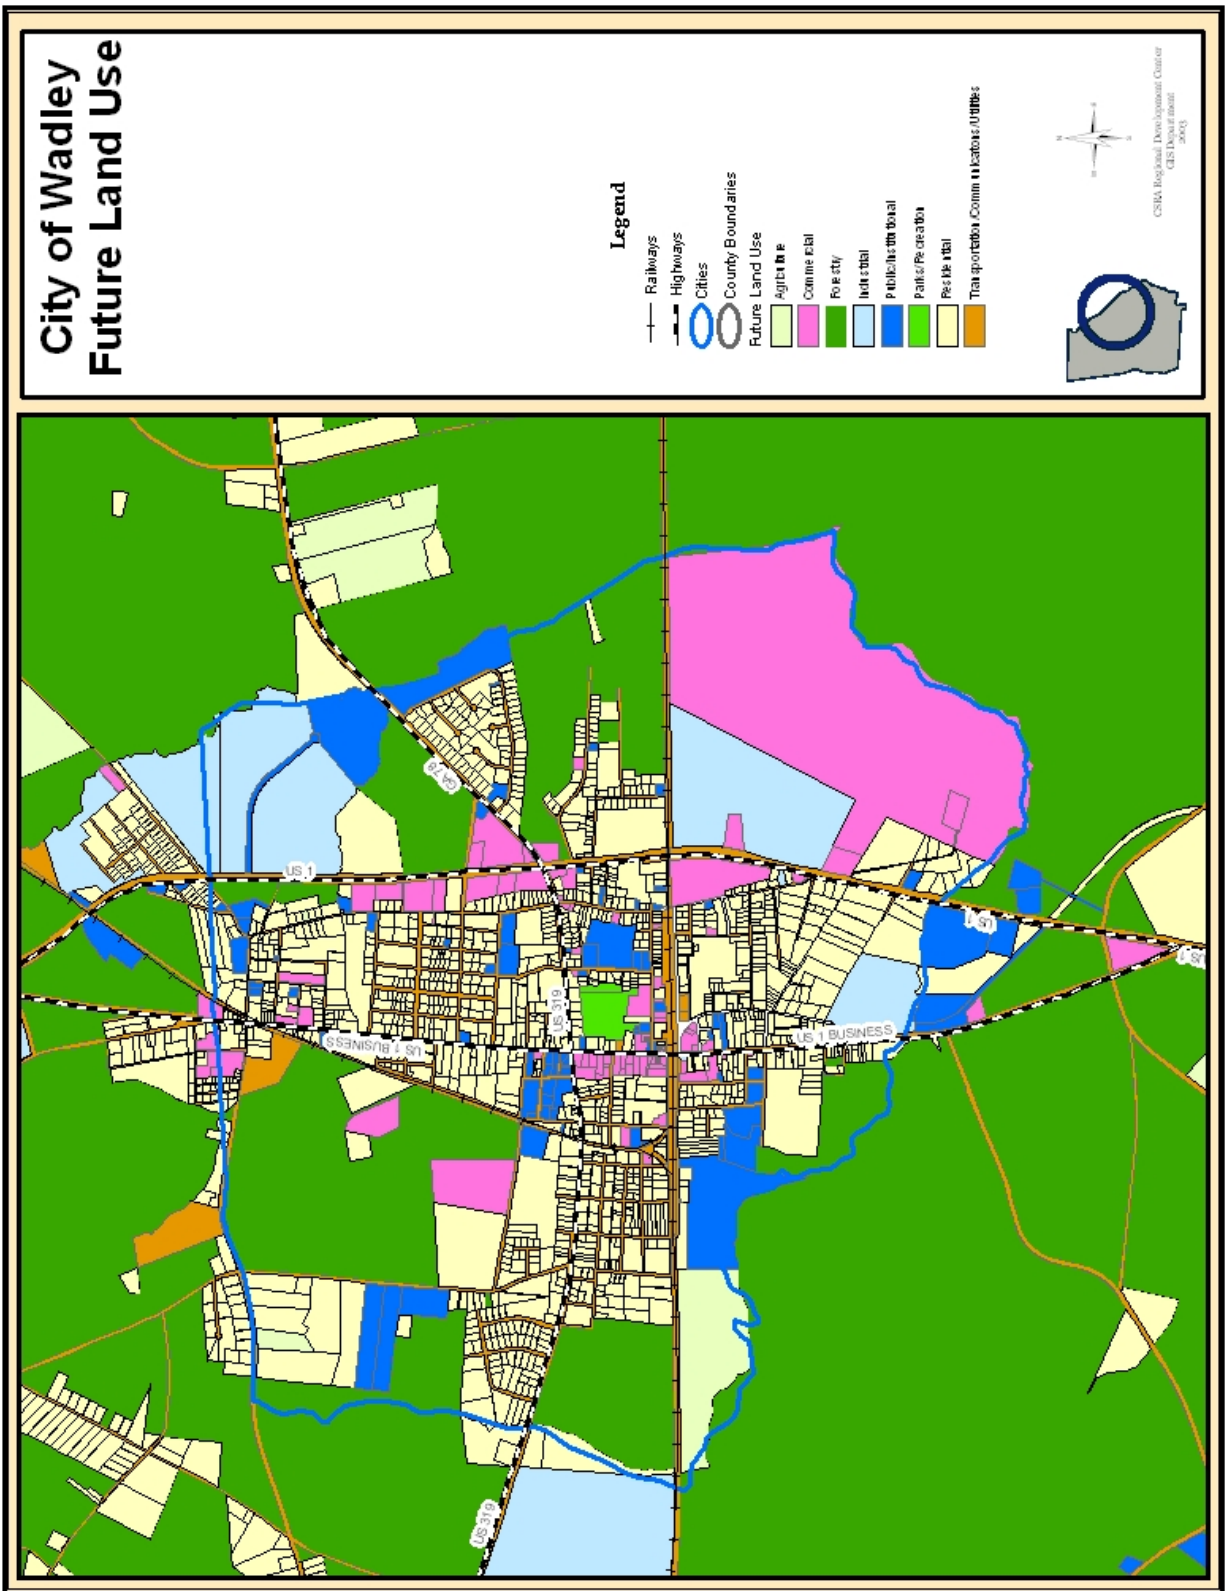 City of Wadley
Future Land Use
Legend
Railways
Highways
Cities
County Boundaries
Future Land Use
Agriculture
Commercial
Forestry
Industrial
Public/Institutional
Parks/Recreation
Residential
Transportation/Communicatons/Utilities
N
S
CSRA Regional Development Center
GIS Department
2003
GA 78
US 1
US 319
US 1 BUSINESS
US 1 BUSINESS
US 1
US 1
US 319